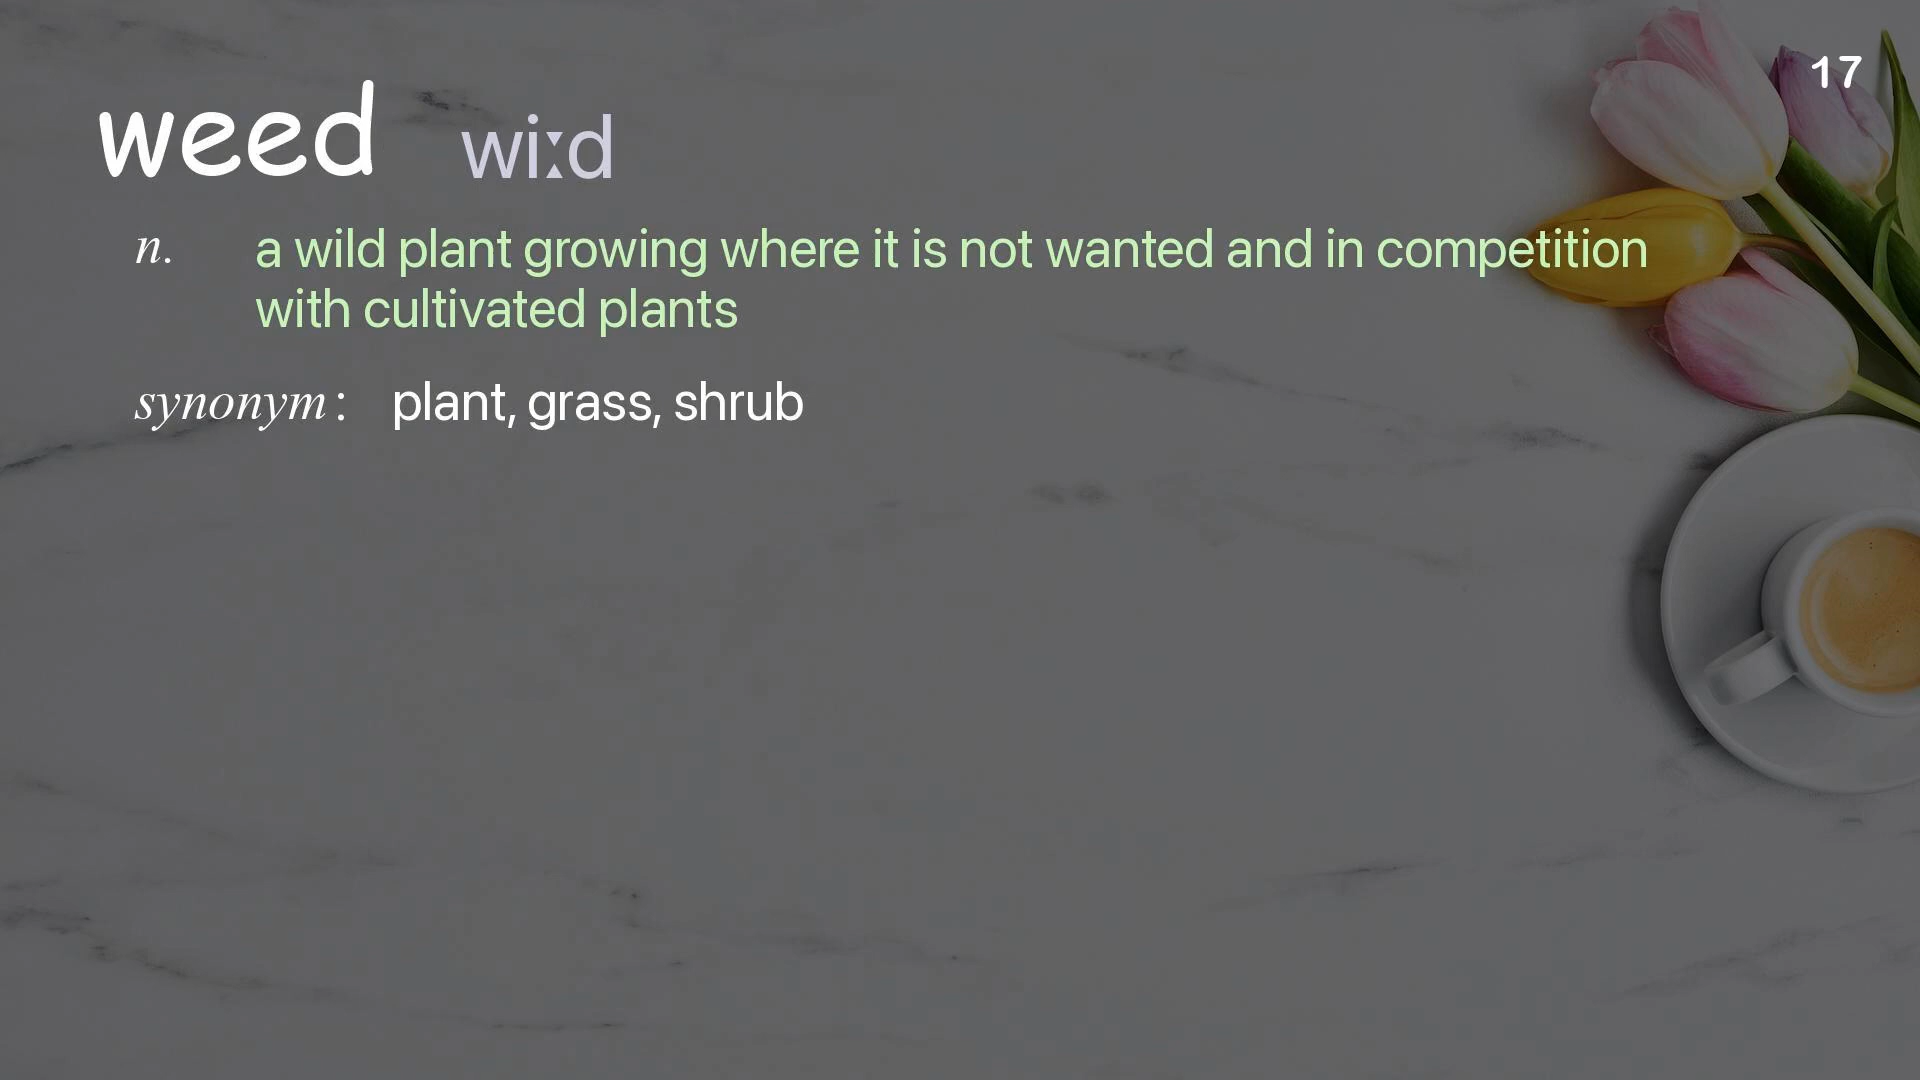 17
weed wiːd
n. a wild plant growing where it is not wanted and in competition
with cultivated plants
synonym: plant, grass, shrub